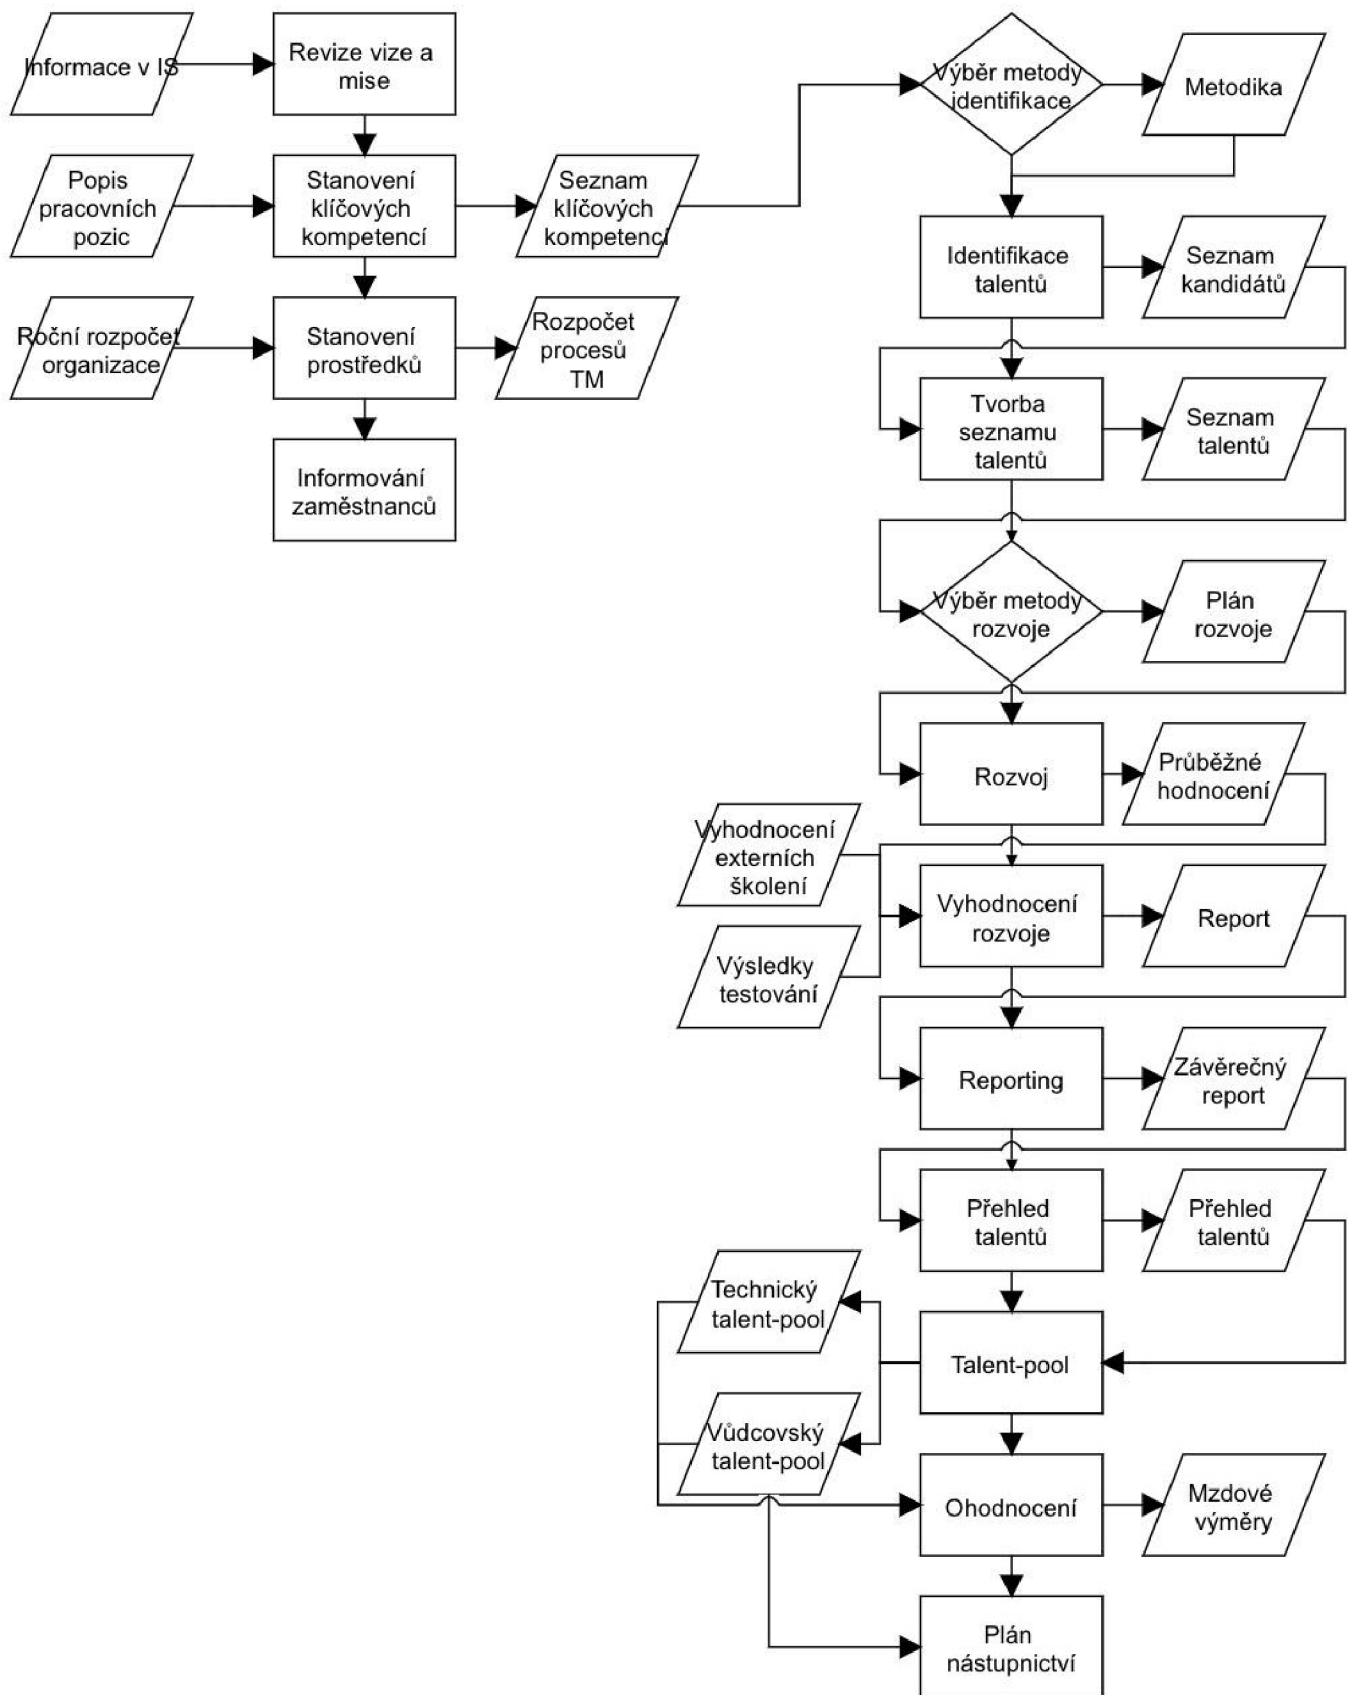 Informace v IS
Revize vize a
mise
Popis
pracovních
pozic
Stanovení
klíčových
kompetencí
Seznam
klíčových
kompetencí
Roční rozpočet
organizace
Stanovení
prostředků
Rozpočet
procesů
TM
Informování
zaměstnanců
Výběr metody
identifikace
Metodika
Identifikace
talentů
Seznam
kandidátů
Tvorba
seznamu
talentů
Seznam
talentů
Výběr metody
rozvoje
Plán
rozvoje
Rozvoj
Průběžné
hodnocení
Vyhodnocení
externích
školení
Vyhodnocení
rozvoje
Report
Výsledky
testování
Reporting
Závěrečný
report
Přehled
talentů
Přehled
talentů
Technický
talent-pool
Talent-pool
Vůdcovský
talent-pool
Ohodnocení
Mzdové
výměry
Plán
nástupnictví